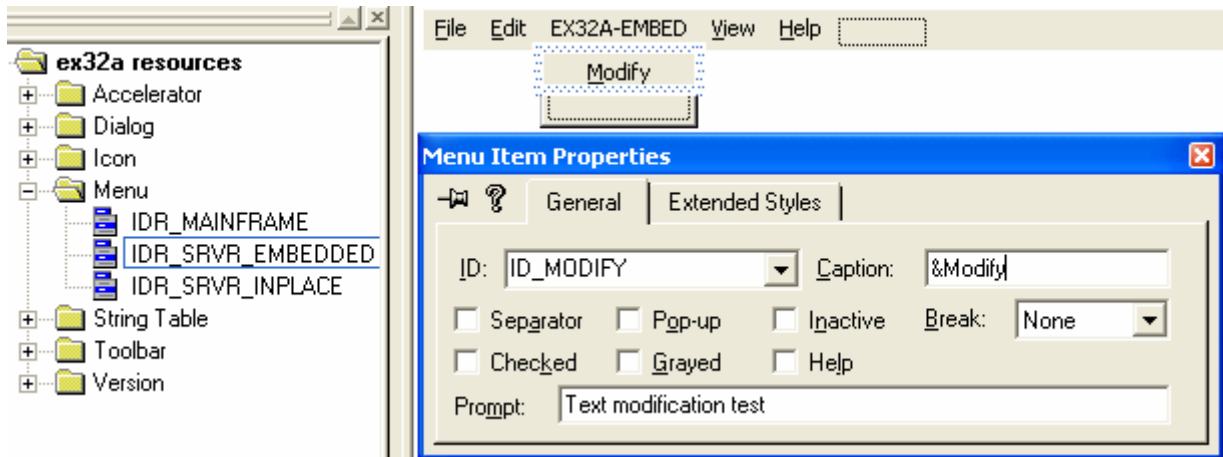 ex32a resources
Accelerator
Dialog
Icon
Menu
IDR_MAINFRAME
IDR_SRVR_EMBEDDED
IDR_SRVR_INPLACE
String Table
Toolbar
Version
File Edit EX32A-EMBED View Help
Modify
Menu Item Properties
General Extended Styles
ID: ID_MODIFY Caption: &Modify
Separator Pop-up Inactive Break: None
Checked Grayed Help
Prompt: Text modification test